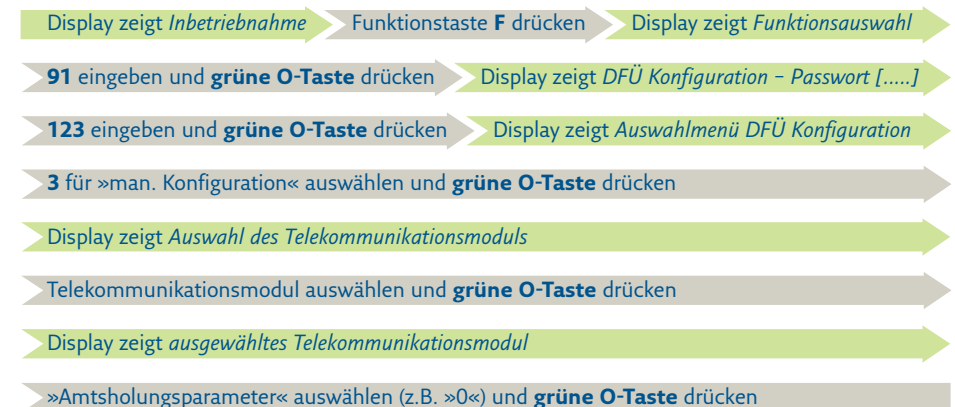 Display zeigt Inbetriebnahme Funktionstaste F drücken Display zeigt Funktionsauswahl
91 eingeben und grüne O-Taste drücken Display zeigt DFÜ Konfiguration – Passwort [.....]
123 eingeben und grüne O-Taste drücken Display zeigt Auswahlmenü DFÜ Konfiguration
3 für »man. Konfiguration« auswählen und grüne O-Taste drücken
Display zeigt Auswahl des Telekommunikationsmoduls
Telekommunikationsmodul auswählen und grüne O-Taste drücken
Display zeigt ausgewähltes Telekommunikationsmodul
»Amtsholungsparameter« auswählen (z.B. »0«) und grüne O-Taste drücken